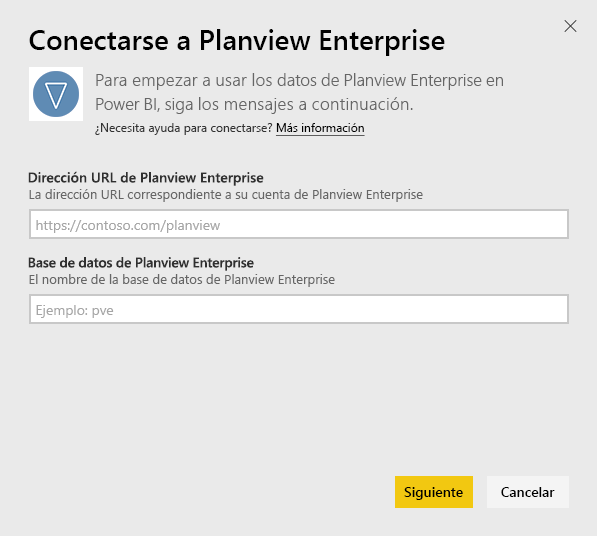 Conectarse a Planview Enterprise
Para empezar a usar los datos de Planview Enterprise en
Power BI, siga los mensajes a continuación.
¿Necesita ayuda para conectarse? Más información
Dirección URL de Planview Enterprise
La dirección URL correspondiente a su cuenta de Planview Enterprise
https://contoso.com/planview
Base de datos de Planview Enterprise
El nombre de la base de datos de Planview Enterprise
Ejemplo: pve
Siguiente Cancelar